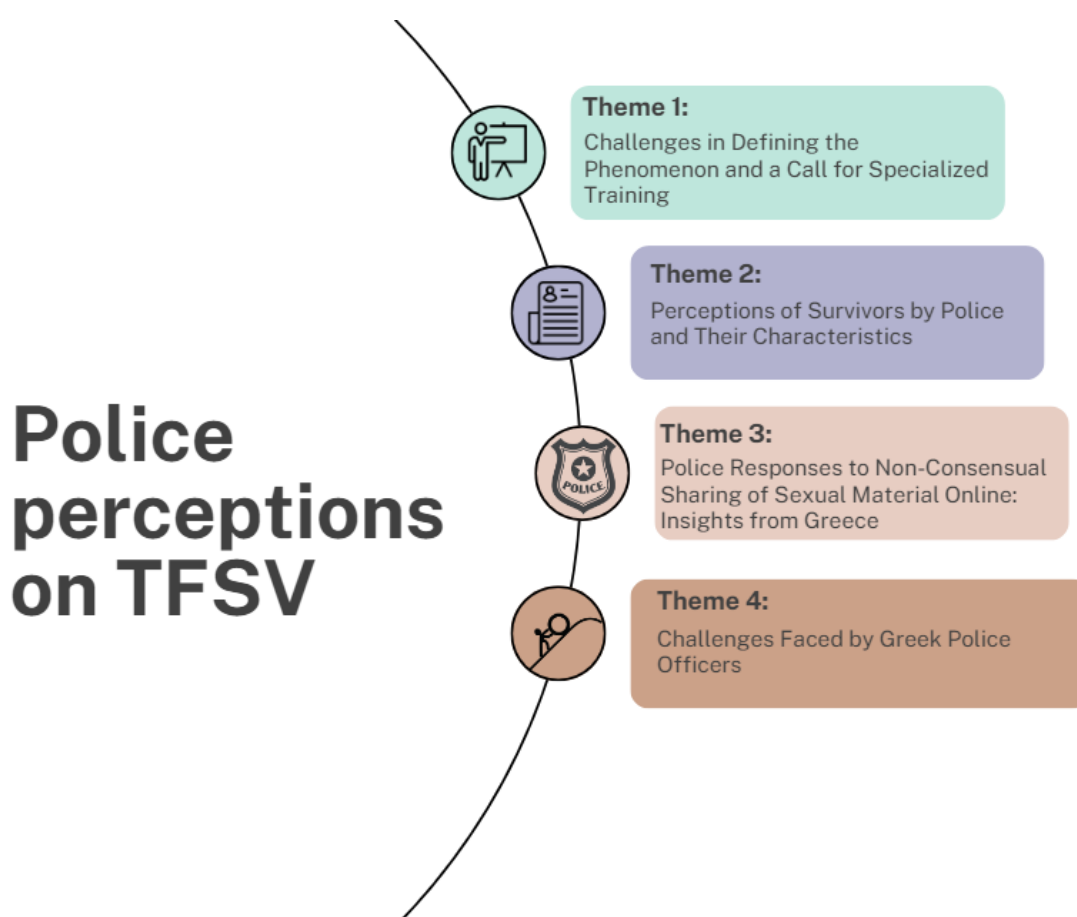 Police
perceptions
on TFSV
Theme 1:
Challenges in Defining the
Phenomenon and a Call for Specialized
Training
Theme 2:
Perceptions of Survivors by Police
and Their Characteristics
POLICE
Theme 3:
Police Responses to Non-Consensual
Sharing of Sexual Material Online:
Insights from Greece
Theme 4:
Challenges Faced by Greek Police
Officers